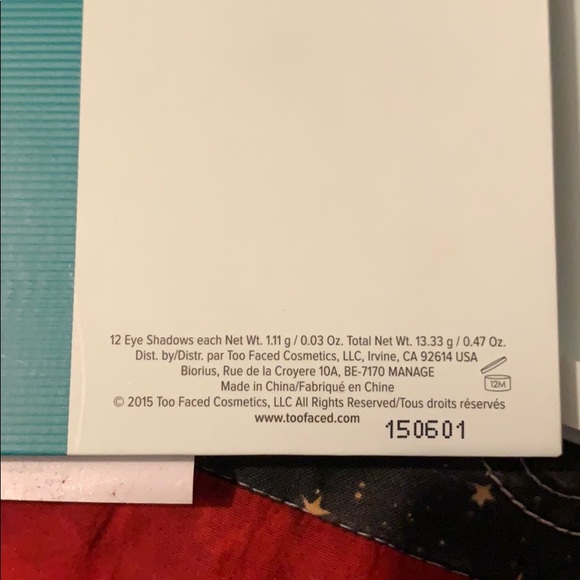 12 Eye Shadows each Net Wt. 1.11 g / 0.03 Oz. Total Net Wt. 13.33 g / 0.47 Oz.
Dist. by/Distr. par Too Faced Cosmetics, LLC, Irvine, CA 92614 USA
Biorius, Rue de la Croyere 10A, BE-7170 MANAGE
12M
Made in China/Fabriqué en Chine
© 2015 Too Faced Cosmetics, LLC All Rights Reserved/Tous droits réservés
www.toofaced.com
150601